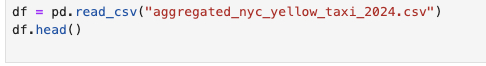 df = pd.read_csv("aggregated_nyc_yellow_taxi_2024.csv")
df.head()